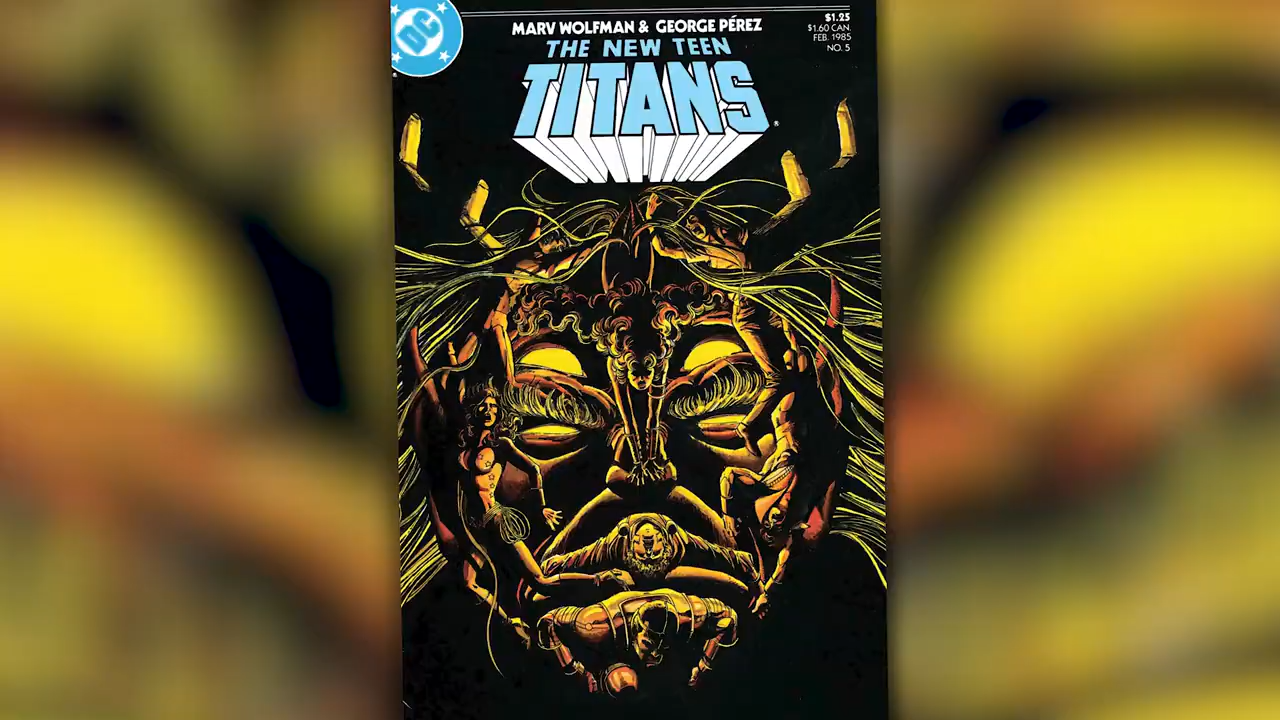 DC
MARV WOLFMAN & GEORGE PÉREZ
THE NEW TEEN
TITANS
$1.25
$1.60 CAN.
FEB. 1985
NO. 5